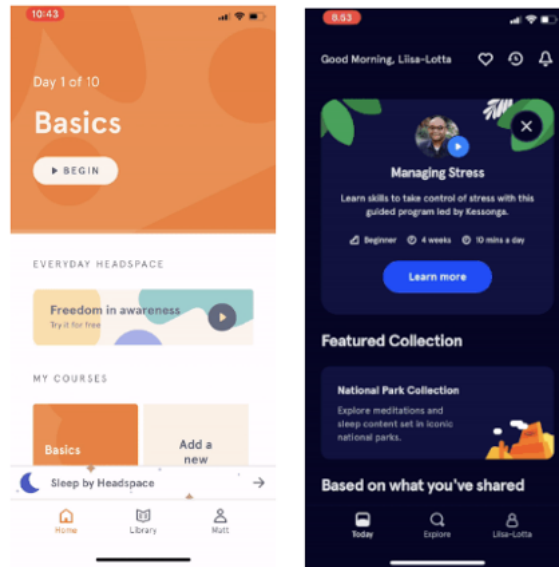 10:43
Day 1 of 10
Basics
BEGIN
EVERYDAY HEADSPACE
Freedom in awareness
Try it for free
MY COURSES
Basics
Add a
new
Sleep by Headspace
Home
Library
Matt
8.53
Good Morning, Liisa-Lotta
Managing Stress
Learn skills to take control of stress with this
guided program led by Kessonga.
Beginner 4 weeks 10 mins a day
Learn more
Featured Collection
National Park Collection
Explore meditations and
sleep content set in iconic
national parks.
Based on what you've shared
Today
Explore
Liisa-Lotta